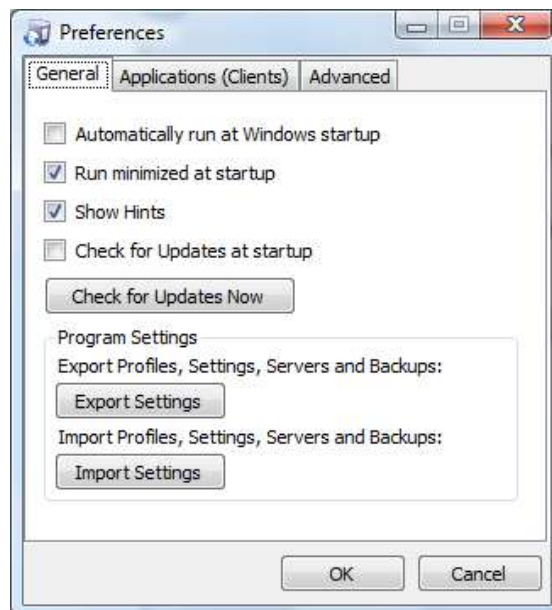 Preferences
General Applications (Clients) Advanced
Automatically run at Windows startup
Run minimized at startup
Show Hints
Check for Updates at startup
Check for Updates Now
Program Settings
Export Profiles, Settings, Servers and Backups:
Export Settings
Import Profiles, Settings, Servers and Backups:
Import Settings
OK Cancel